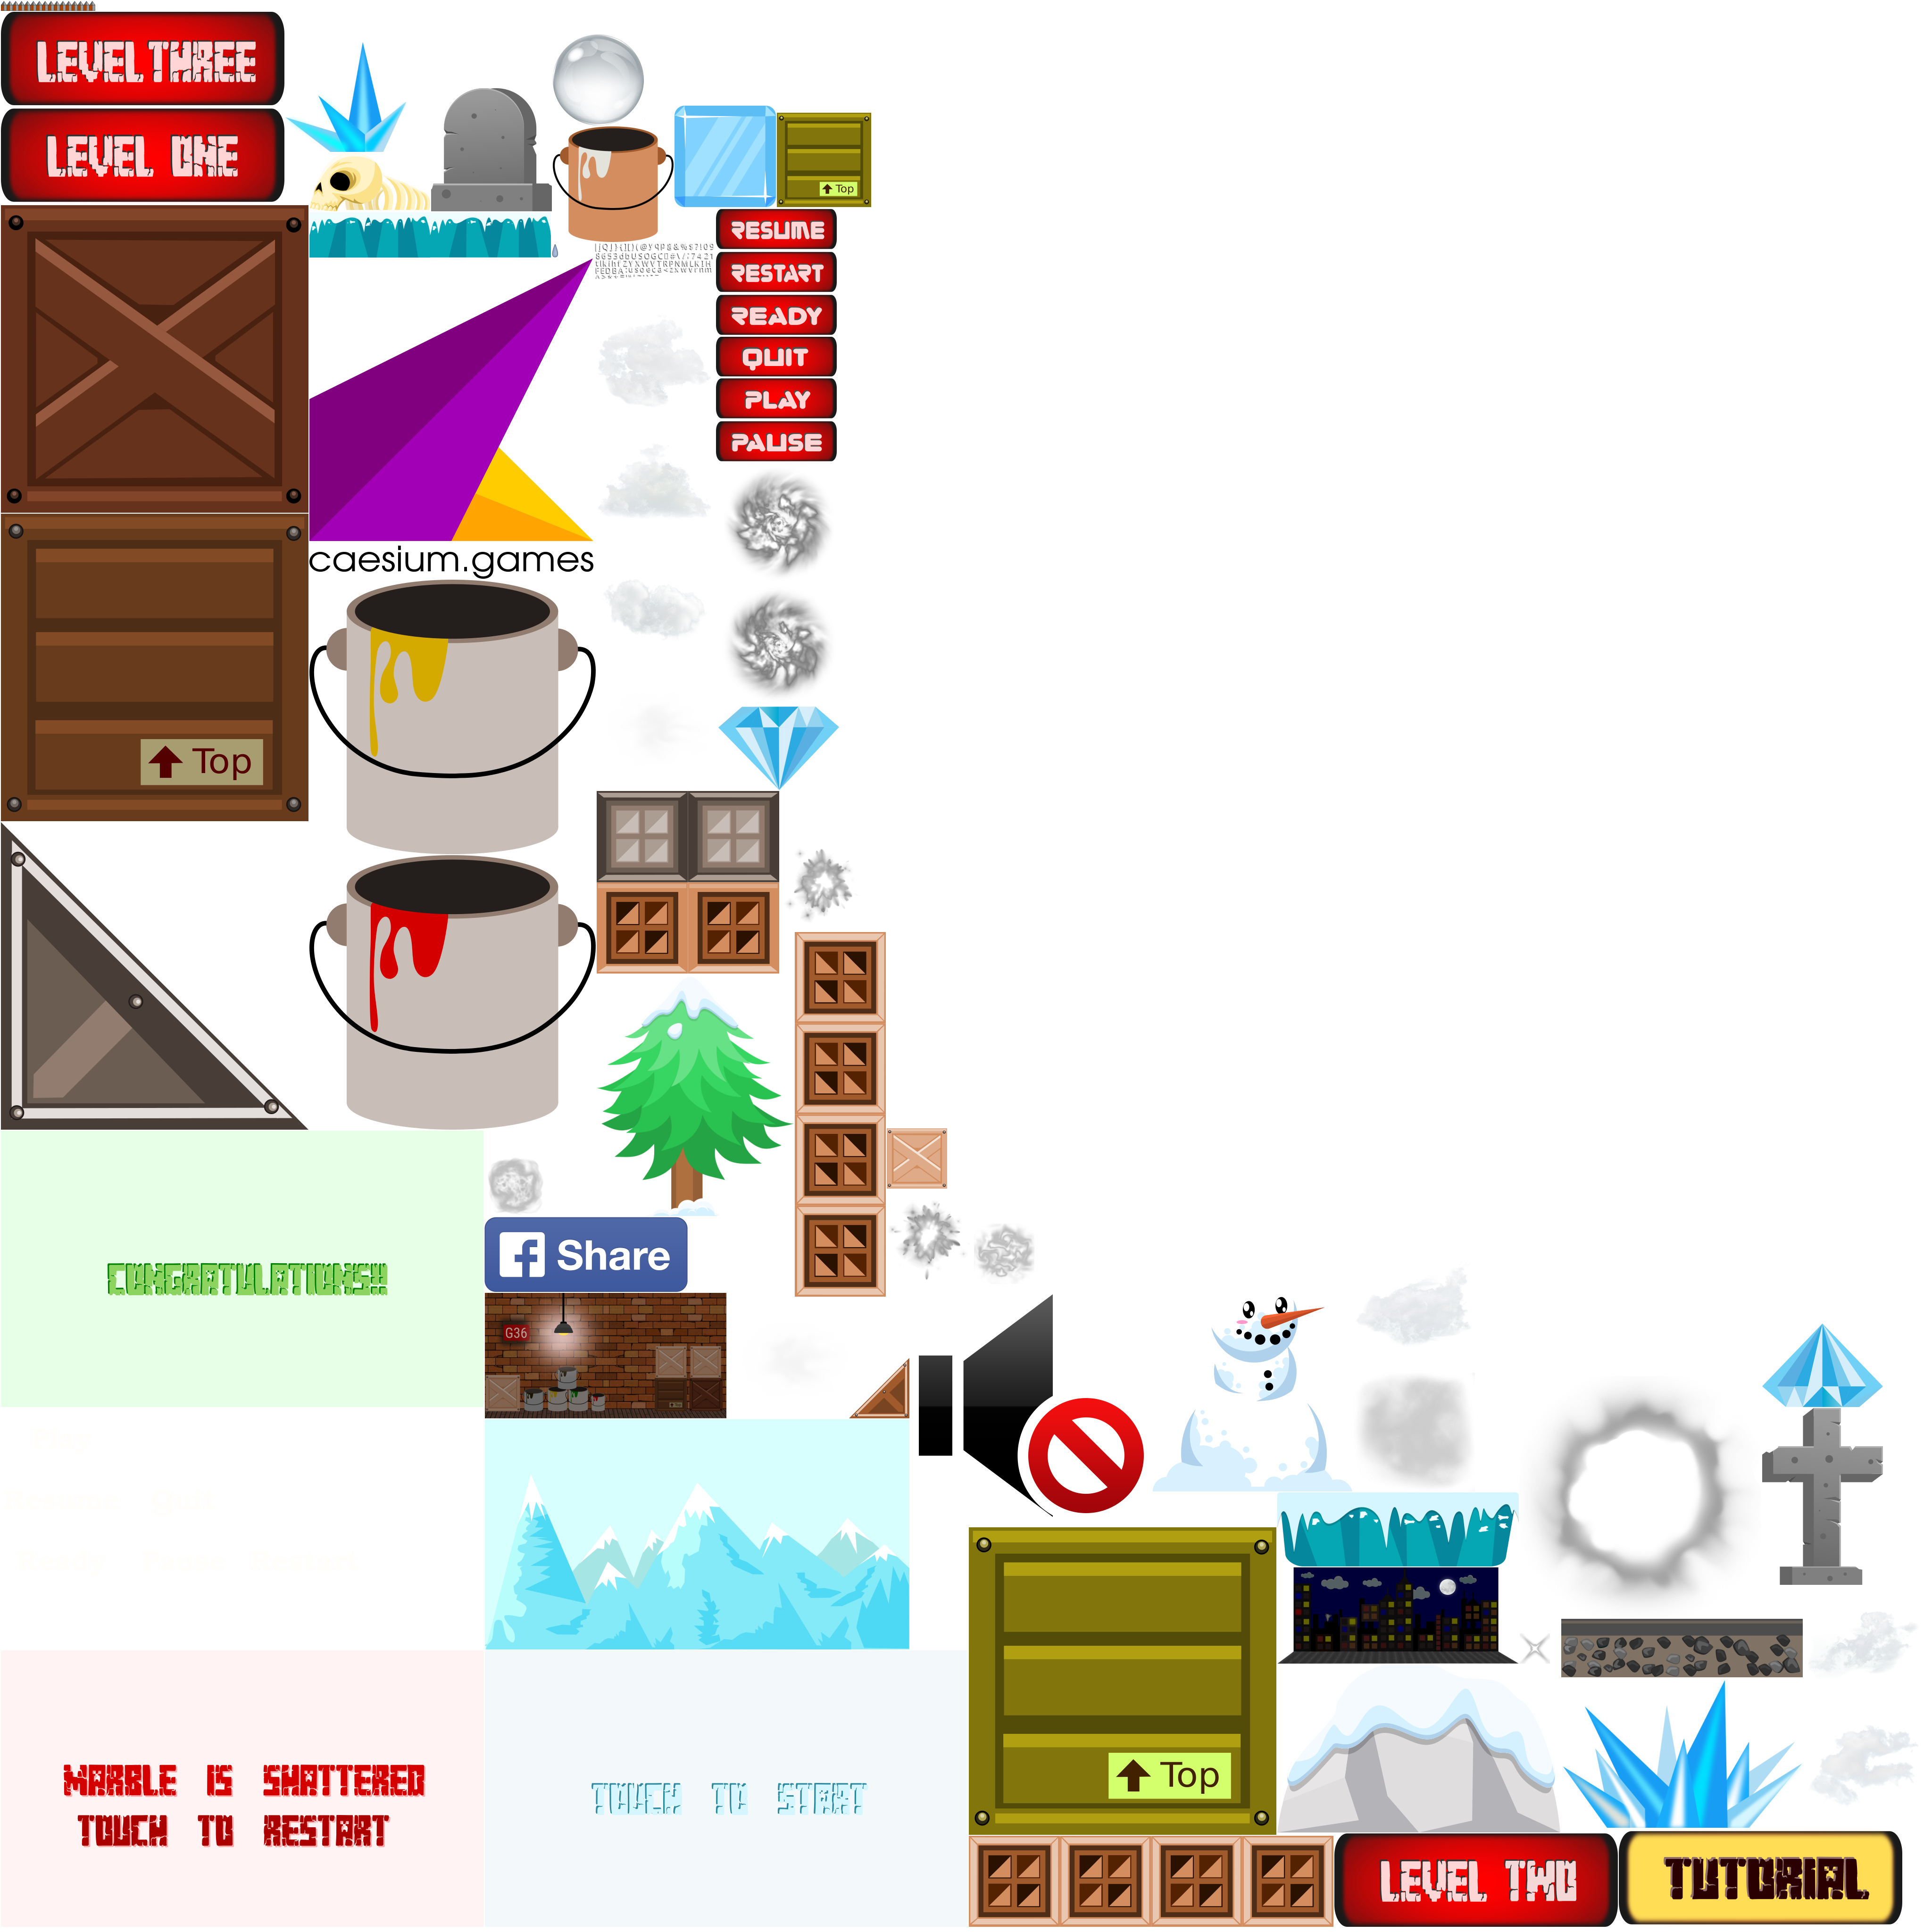 LEVEL THREE
LEVEL ONE
Top
RESUME
RESTART
READY
QUIT
PLAY
PAUSE
caesium.games
Top
CONGRATULATIONS!!
Share
G36
MARBLE IS SHATTERED
TOUCH TO RESTART
TOUCH TO START
Top
LEVEL TWO
TUTORIAL